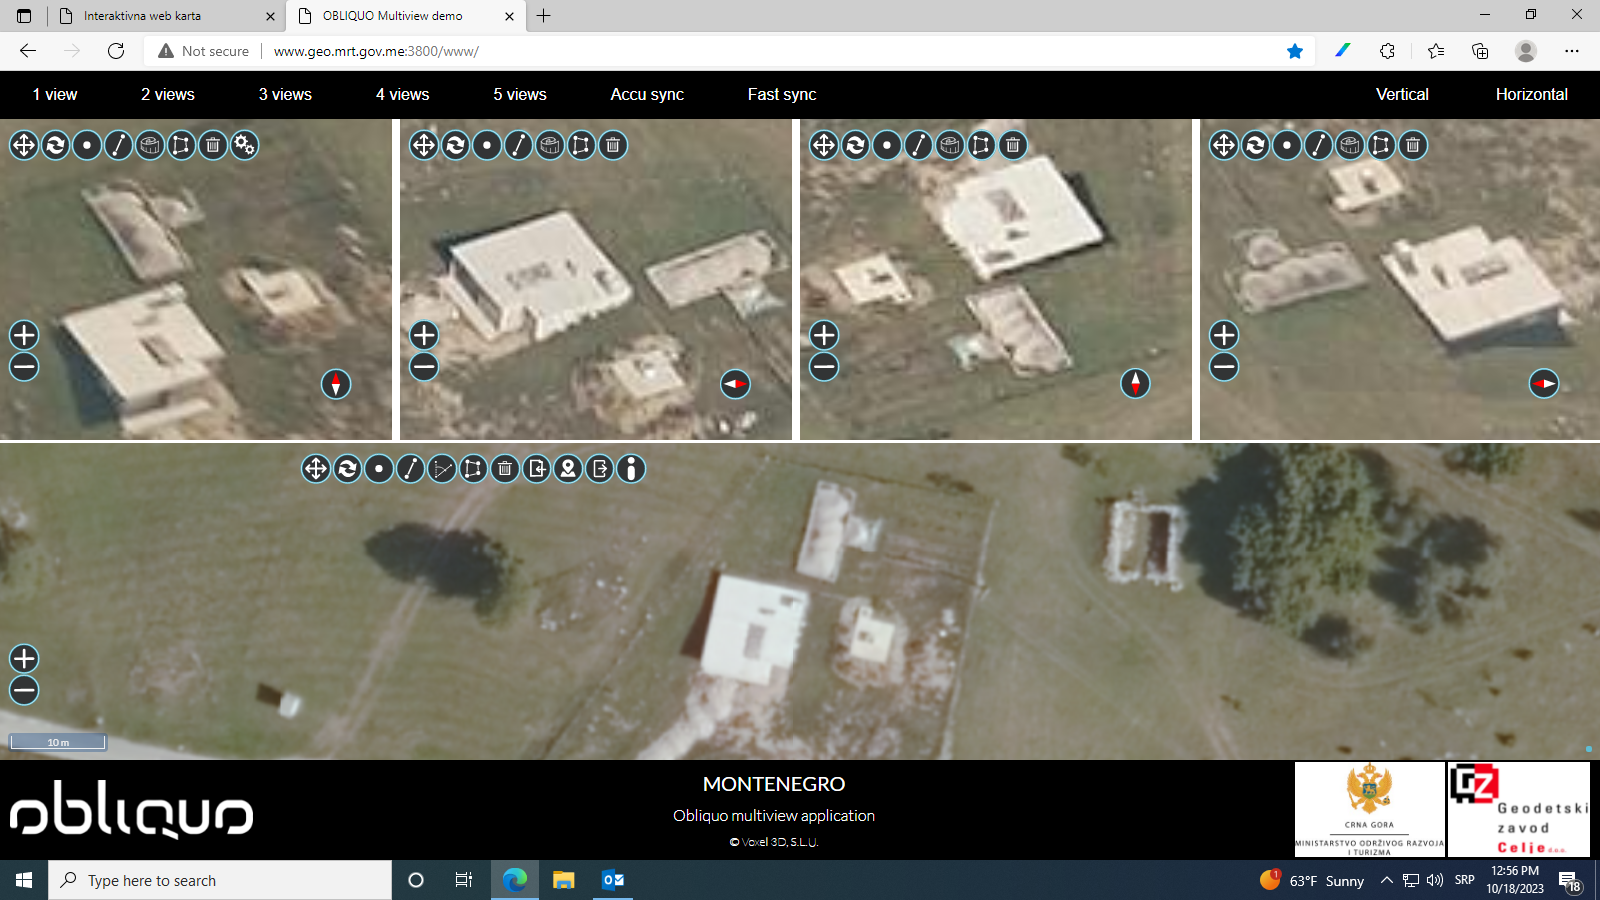 Interaktivna web karta
OBLIQUO Multiview demo
Not secure
www.geo.mrt.gov.me:3800/www/
1 view
2 views
3 views
4 views
5 views
Accu sync
Fast sync
Vertical
Horizontal
10 m
obliquo
MONTENEGRO
Obliquo multiview application
© Voxel 3D, S.L.U.
CRNA GORA
MINISTARSTVO ODRŽIVOG RAZVOJA
I TURIZMA
GZ
Geodetski
zavod
Celje d.o.o.
Type here to search
1
63°F Sunny
SRP
12:56 PM
10/18/2023
18